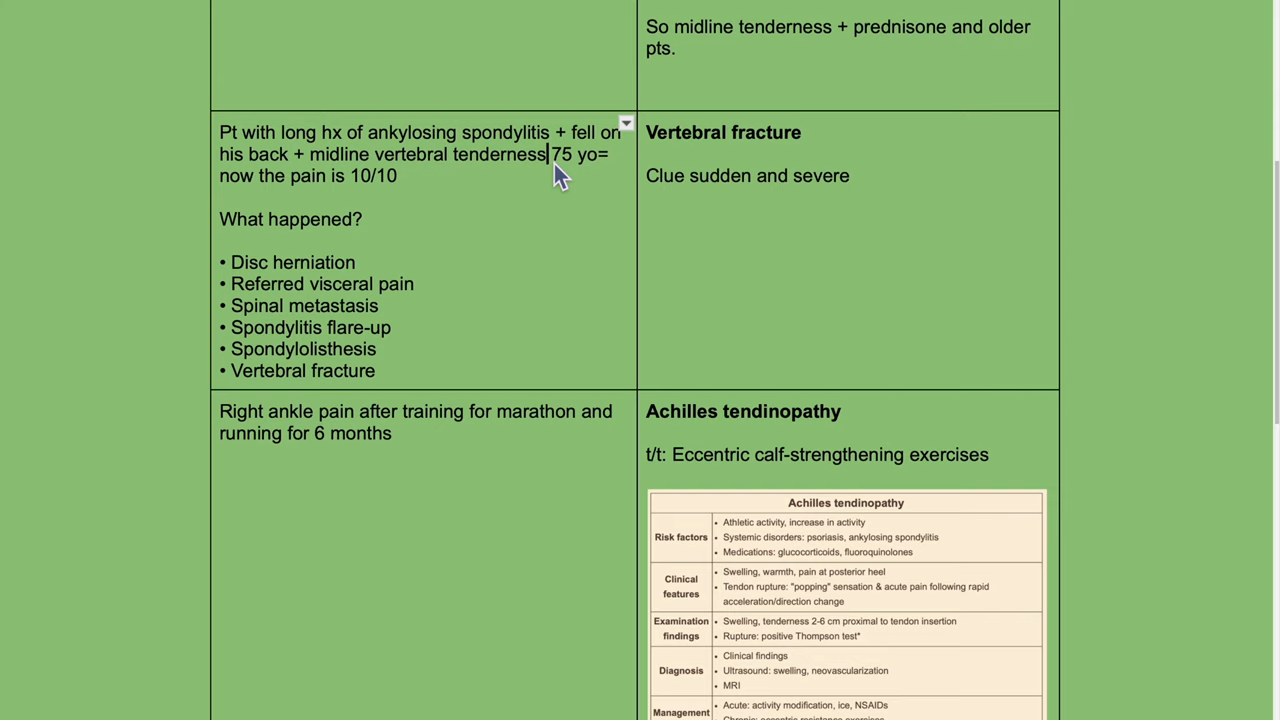 So midline tenderness + prednisone and older
pts.
Pt with long hx of ankylosing spondylitis + fell on
his back + midline vertebral tenderness 75 yo=
now the pain is 10/10
What happened?
• Disc herniation
• Referred visceral pain
• Spinal metastasis
• Spondylitis flare-up
• Spondylolisthesis
• Vertebral fracture
Vertebral fracture
Clue sudden and severe
Right ankle pain after training for marathon and
running for 6 months
Achilles tendinopathy
t/t: Eccentric calf-strengthening exercises
Achilles tendinopathy
Risk factors
• Athletic activity, increase in activity
• Systemic disorders: psoriasis, ankylosing spondylitis
• Medications: glucocorticoids, fluoroquinolones
Clinical
features
• Swelling, warmth, pain at posterior heel
• Tendon rupture: "popping" sensation & acute pain following rapid
acceleration/direction change
Examination
findings
• Swelling, tenderness 2-6 cm proximal to tendon insertion
• Rupture: positive Thompson test*
Diagnosis
• Clinical findings
• Ultrasound: swelling, neovascularization
• MRI
Management
• Acute: activity modification, ice, NSAIDs
• Chronic: eccentric resistance exercises